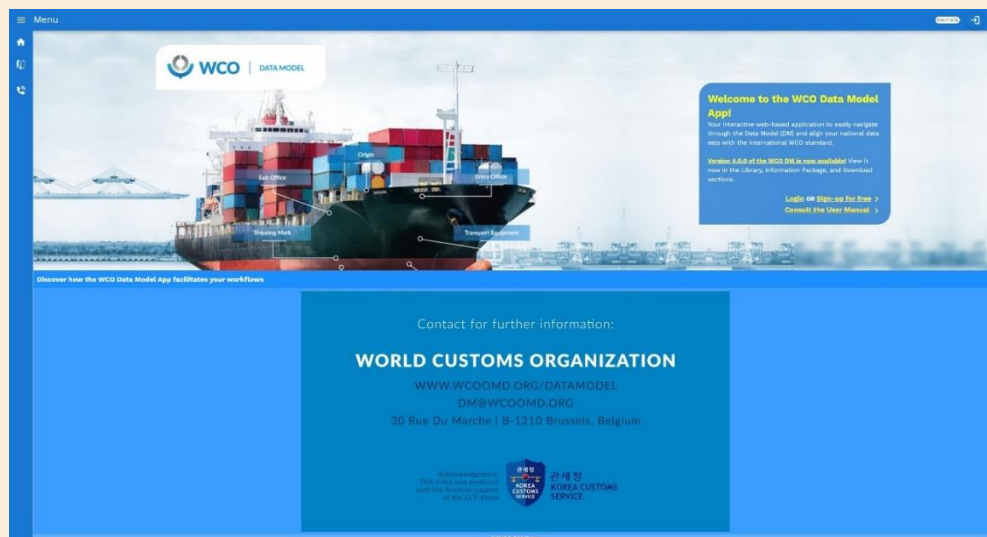 Menu
WCO | DATA MODEL
Welcome to the WCO Data Model
App!
Your interactive web-based application to easily navigate
through the Data Model (DM) and align your national data
sets with the international WCO standard.
Version 4.0.0 of the WCO DM is now available! View it
now in the Library, Information Package, and Download
sections.
Login OR Sign-up for free >
Consult the User Manual >
Origin
Exit Office
Entry Office
Shipping Mark
Transport Equipment
Discover how the WCO Data Model App facilitates your workflows
Contact for further information:
WORLD CUSTOMS ORGANIZATION
WWW.WCOOMD.ORG/DATAMODEL
DM@WCOOMD.ORG
30 Rue Du Marche | B-1210 Brussels, Belgium
Acknowledgement:
This video was produced
with the financial support
of the CCF-Korea
관세청
KOREA
CUSTOMS
SERVICE
관세청
KOREA CUSTOMS
SERVICE